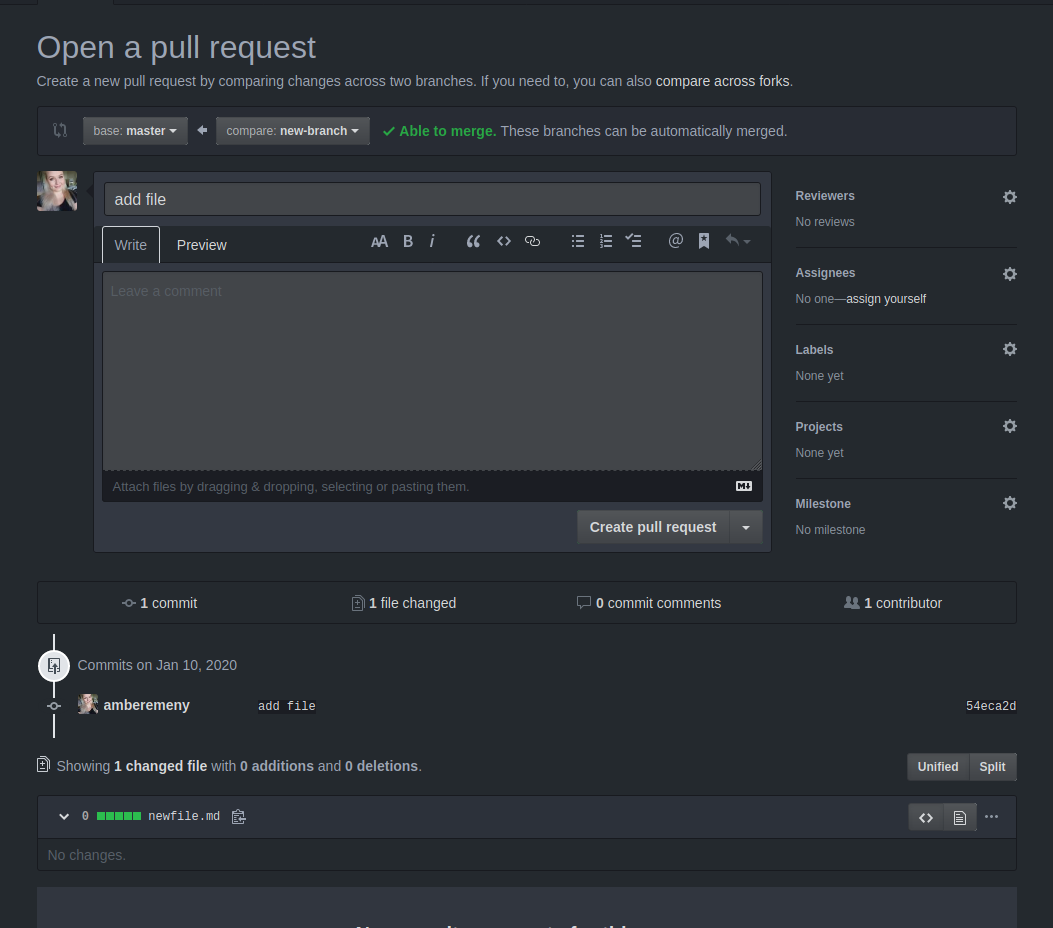 Open a pull request
Create a new pull request by comparing changes across two branches. If you need to, you can also compare across forks.
base: master compare: new-branch Able to merge. These branches can be automatically merged.
add file
Write Preview AA B i
Leave a comment
Attach files by dragging & dropping, selecting or pasting them.
Create pull request
Reviewers
No reviews
Assignees
No one—assign yourself
Labels
None yet
Projects
None yet
Milestone
No milestone
1 commit 1 file changed 0 commit comments 1 contributor
Commits on Jan 10, 2020
amberemeny add file 54eca2d
Showing 1 changed file with 0 additions and 0 deletions.
Unified Split
0 newfile.md
No changes.